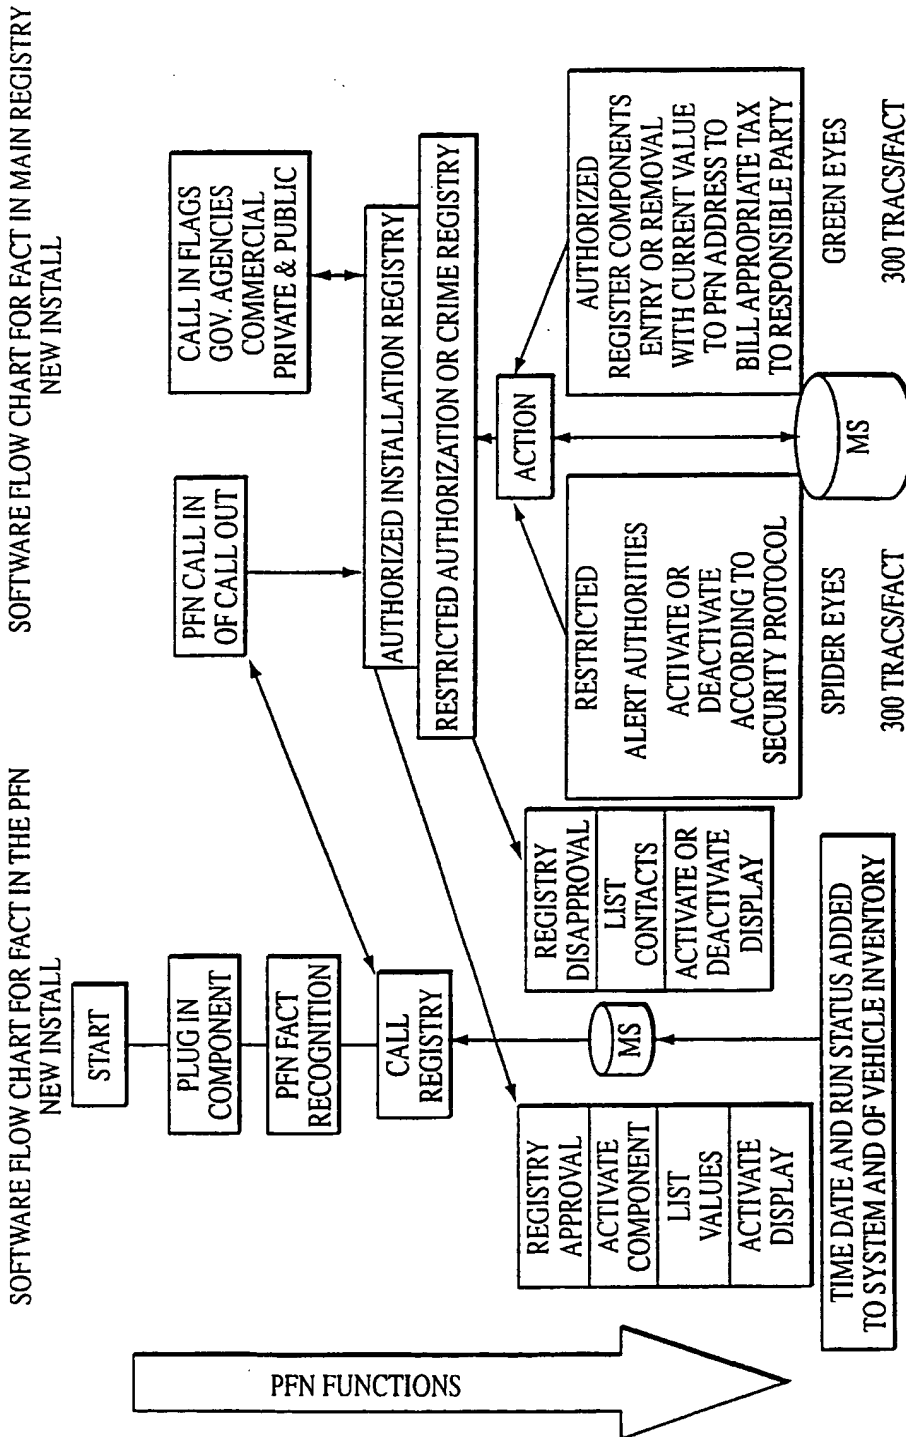 SOFTWARE FLOW CHART FOR FACT IN THE PFN
NEW INSTALL
START
PLUG IN
COMPONENT
PFN FACT
RECOGNITION
CALL
REGISTRY
MS
REGISTRY
APPROVAL
ACTIVATE
COMPONENT
LIST
VALUES
ACTIVATE
DISPLAY
REGISTRY
DISAPPROVAL
LIST
CONTACTS
ACTIVATE OR
DEACTIVATE
DISPLAY
TIME DATE AND RUN STATUS ADDED
TO SYSTEM AND OF VEHICLE INVENTORY
PFN FUNCTIONS
SOFTWARE FLOW CHART FOR FACT IN MAIN REGISTRY
NEW INSTALL
PFN CALL IN
OF CALL OUT
CALL IN FLAGS
GOV. AGENCIES
COMMERCIAL
PRIVATE & PUBLIC
AUTHORIZED INSTALLATION REGISTRY
RESTRICTED AUTHORIZATION OR CRIME REGISTRY
ACTION
RESTRICTED
ALERT AUTHORITIES
ACTIVATE OR
DEACTIVATE
ACCORDING TO
SECURITY PROTOCOL
AUTHORIZED
REGISTER COMPONENTS
ENTRY OR REMOVAL
WITH CURRENT VALUE
TO PFN ADDRESS TO
BILL APPROPRIATE TAX
TO RESPONSIBLE PARTY
MS
SPIDER EYES
300 TRACS/FACT
GREEN EYES
300 TRACS/FACT